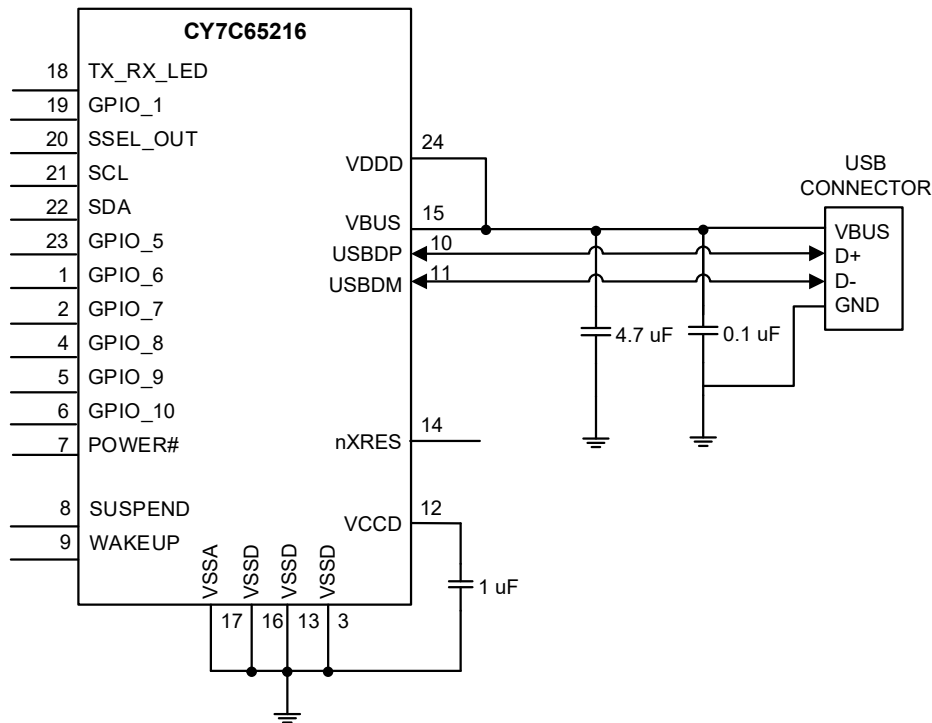 CY7C65216
18 TX_RX_LED
19 GPIO_1
20 SSEL_OUT
21 SCL
22 SDA
23 GPIO_5
1 GPIO_6
2 GPIO_7
4 GPIO_8
5 GPIO_9
6 GPIO_10
7 POWER#
8 SUSPEND
9 WAKEUP
VDDD 24
VBUS 15
USBDP 10
USBDM 11
nXRES 14
VCCD 12
VSSA
VSSD
VSSD
VSSD
17 16 13 3
4.7 uF
0.1 uF
1 uF
USB
CONNECTOR
VBUS
D+
D-
GND